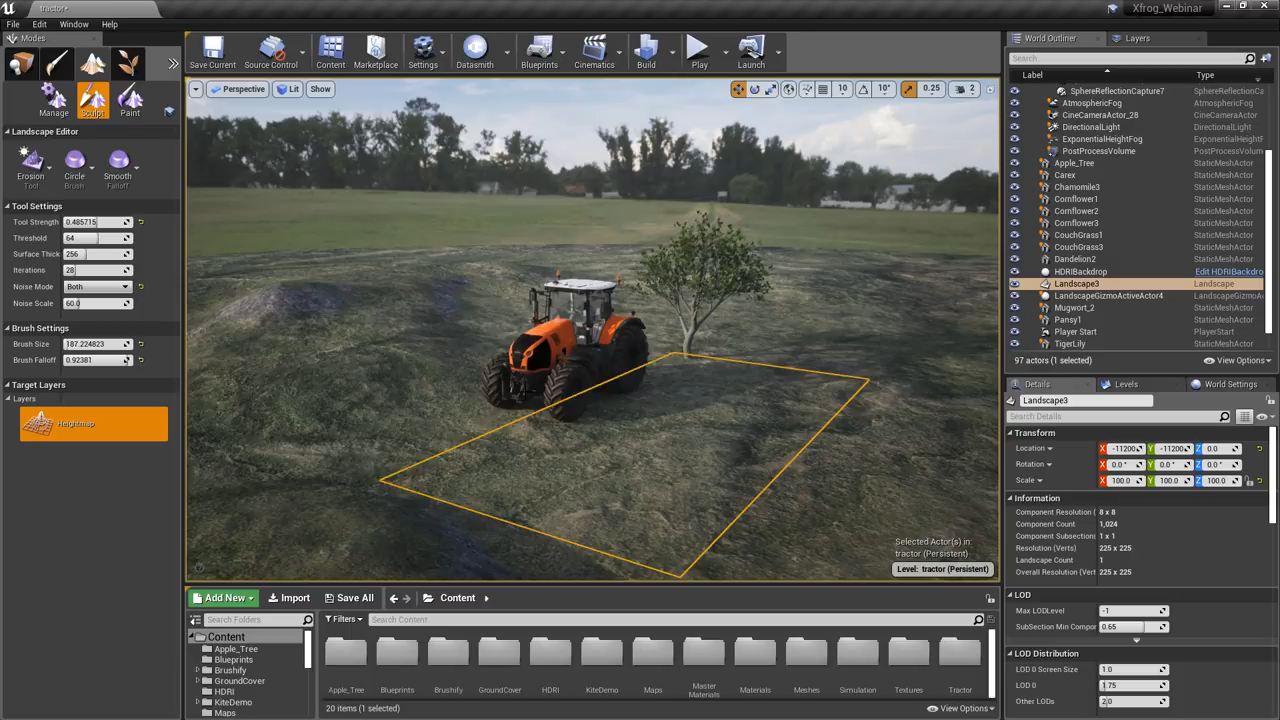 tractor*
Xfrog_Webinar
File Edit Window Help
Modes
Manage Sculpt Paint
Landscape Editor
Erosion Circle Smooth
Tool Brush Falloff
Tool Settings
Tool Strength 0.485715
Threshold 64
Surface Thick 256
Iterations 28
Noise Mode Both
Noise Scale 60.0
Brush Settings
Brush Size 187.224823
Brush Falloff 0.92381
Target Layers
Layers
Heightmap
Save Current Source Control Content Marketplace Settings Datasmith Blueprints Cinematics Build Play Launch
Perspective Lit Show 10 10° 0.25 2
Selected Actor(s) in:
tractor (Persistent)
Level: tractor (Persistent)
Add New Import Save All Content
Search Folders Filters Search Content
Content
Apple_Tree
Blueprints
Brushify
GroundCover
HDRI
KiteDemo
Maps
Apple_Tree Blueprints Brushify GroundCover HDRI KiteDemo Maps Master Materials Materials Meshes Simulation Textures Tractor
20 items (1 selected) View Options
World Outliner Layers
Search
Label Type
SphereReflectionCapture7 SphereReflectionCa
AtmosphericFog AtmosphericFog
CineCameraActor_28 CineCameraActor
DirectionalLight DirectionalLight
ExponentialHeightFog ExponentialHeightF
PostProcessVolume PostProcessVolume
Apple_Tree StaticMeshActor
Carex StaticMeshActor
Chamomile3 StaticMeshActor
Cornflower1 StaticMeshActor
Cornflower2 StaticMeshActor
Cornflower3 StaticMeshActor
CouchGrass1 StaticMeshActor
CouchGrass3 StaticMeshActor
Dandelion2 StaticMeshActor
HDRIBackdrop Edit HDRIBackdro
Landscape3 Landscape
LandscapeGizmoActiveActor4 LandscapeGizmoAc
Mugwort_2 StaticMeshActor
Pansy1 StaticMeshActor
Player Start PlayerStart
TigerLily StaticMeshActor
97 actors (1 selected) View Options
Details Levels World Settings
Landscape3
Search Details
Transform
Location X -11200 Y -11200 Z 0.0
Rotation 0.0 ° 0.0 ° 0.0 °
Scale X 100.0 Y 100.0 Z 100.0
Information
Component Resolution ( 8 x 8
Component Count 1,024
Component Subsections 1 x 1
Resolution (Verts) 225 x 225
Landscape Count 1
Overall Resolution (Vert 225 x 225
LOD
Max LODLevel -1
SubSection Min Compor 0.65
LOD Distribution
LOD 0 Screen Size 1.0
LOD 0 1.75
Other LODs 2.0